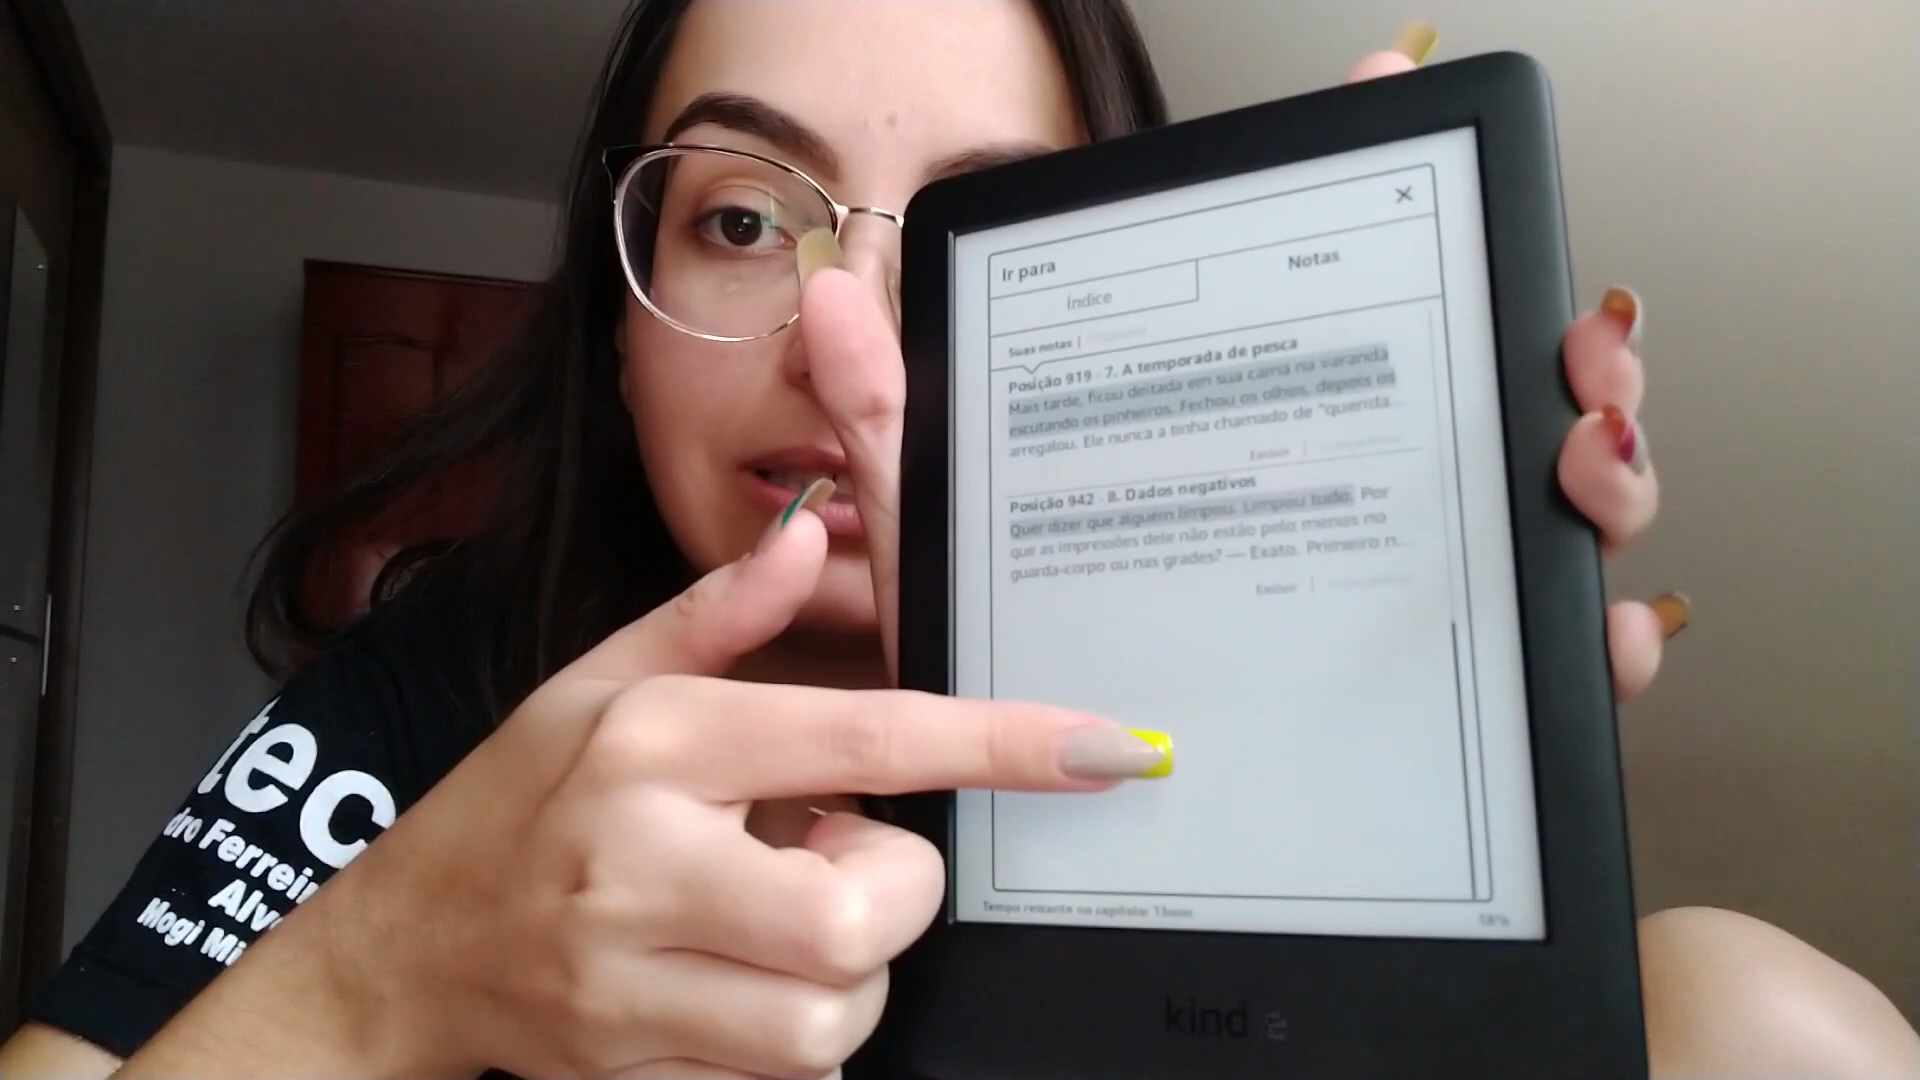 Ir para
Índice
Notas
Suas notas |
Posição 919 - 7. A temporada de pesca
Mais tarde, ficou deitada em sua cama na varanda
escutando os pinheiros. Fechou os olhos, depois os
arregalou. Ele nunca a tinha chamado de "querida...
Excluir |
Posição 942 - 8. Dados negativos
Quer dizer que alguém limpou. Limpou tudo. Por
que as impressões dele não estão pelo menos no
guarda-corpo ou nas grades? — Exato. Primeiro n...
Excluir |
Tempo restante no capítulo: 13min
58%
kind
tec
dro Ferrei
Alv
Mogi Mi